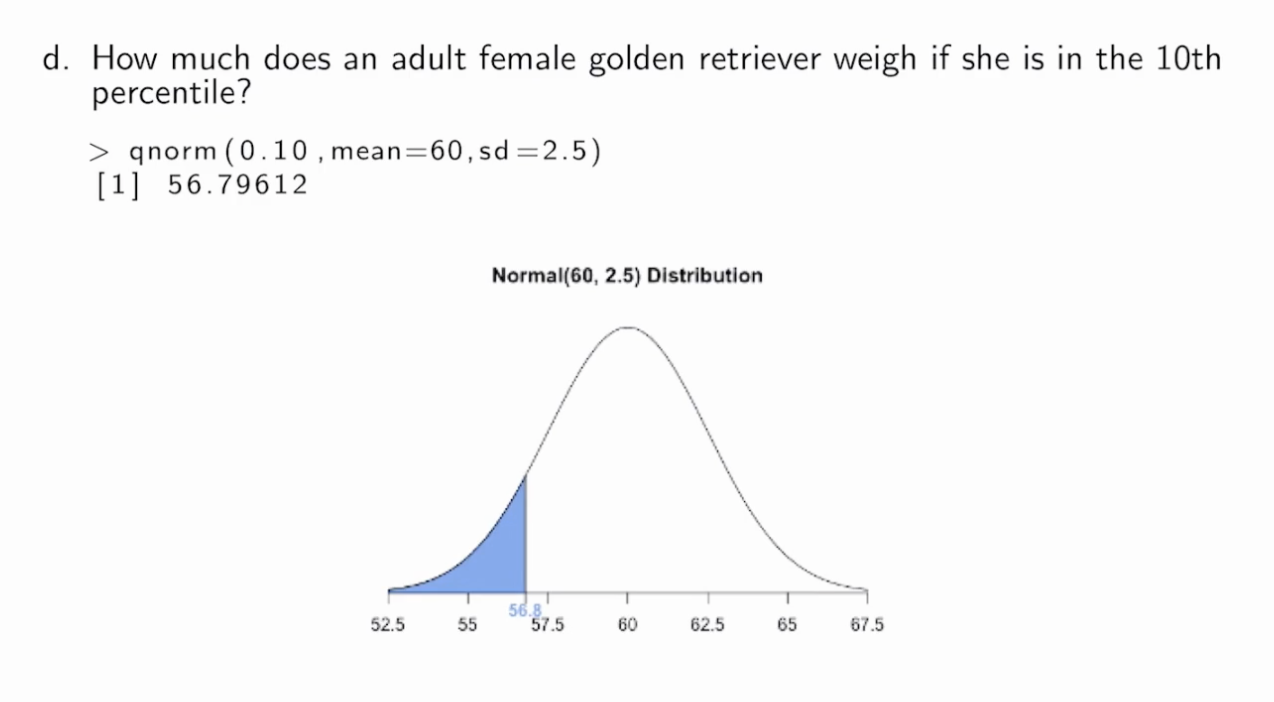 d. How much does an adult female golden retriever weigh if she is in the 10th
percentile?
> qnorm(0.10,mean=60,sd=2.5)
[1] 56.79612
Normal(60, 2.5) Distribution
56.8
52.5 55 57.5 60 62.5 65 67.5